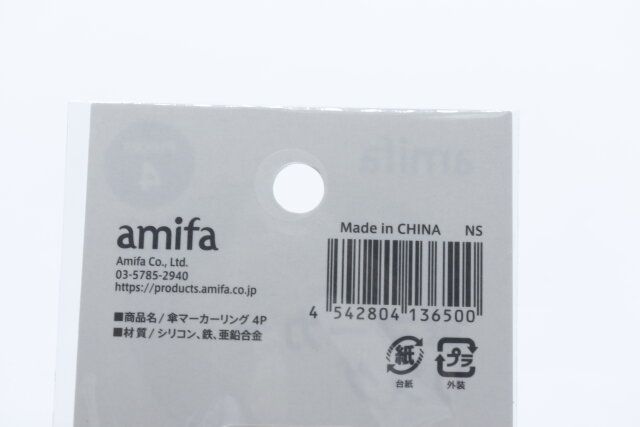 amifa
Amifa Co., Ltd.
03-5785-2940
https://products.amifa.co.jp
■商品名/傘マーカーリング 4P
■材質/シリコン、鉄、亜鉛合金
Made in CHINA NS
4 542804 136500
紙
台紙
プラ
外装
amifa
4